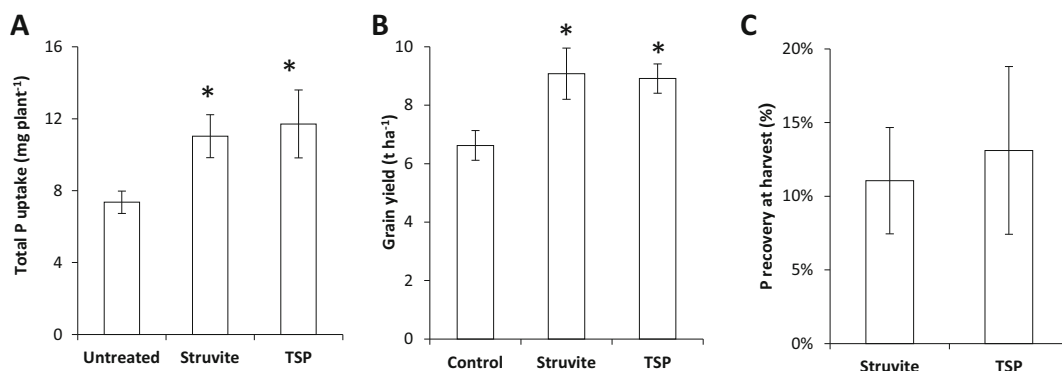 A
Total P uptake (mg plant⁻¹)
16
12
8
4
0
*
*
Untreated Struvite TSP
B
Grain yield (t ha⁻¹)
10
8
6
4
2
0
*
*
Control Struvite TSP
C
P recovery at harvest (%)
20%
15%
10%
5%
0%
Struvite TSP